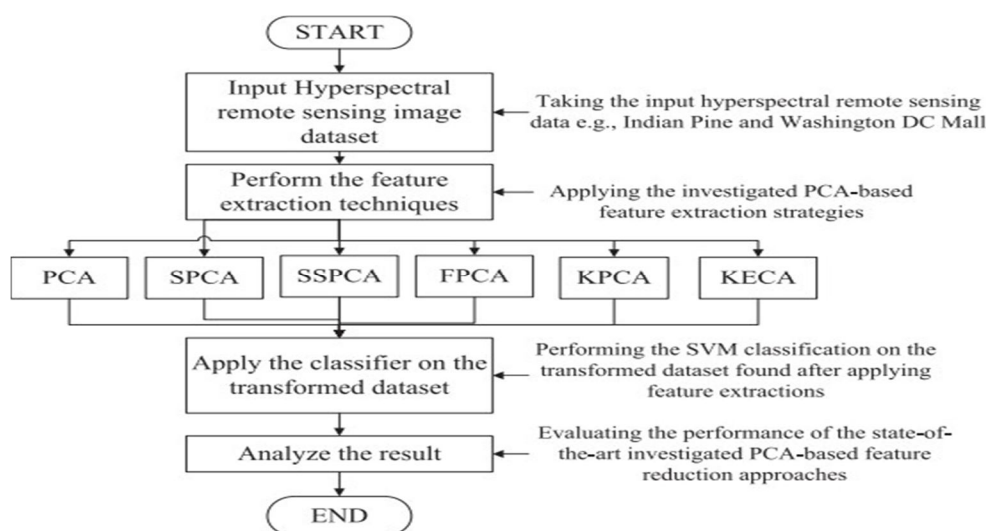 START
Input Hyperspectral
remote sensing image
dataset
Taking the input hyperspectral remote sensing
data e.g., Indian Pine and Washington DC Mall
Perform the feature
extraction techniques
Applying the investigated PCA-based
feature extraction strategies
PCA
SPCA
SSPCA
FPCA
KPCA
KECA
Apply the classifier on the
transformed dataset
Performing the SVM classification on the
transformed dataset found after applying
feature extractions
Analyze the result
Evaluating the performance of the state-of-
the-art investigated PCA-based feature
reduction approaches
END